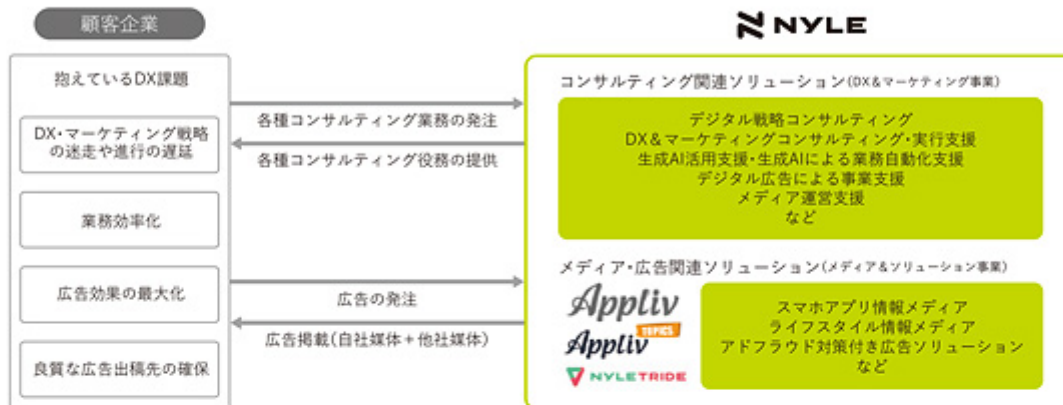 顧客企業
抱えているDX課題
DX・マーケティング戦略
の迷走や進行の遅延
業務効率化
広告効果の最大化
良質な広告出稿先の確保
各種コンサルティング業務の発注
各種コンサルティング役務の提供
広告の発注
広告掲載(自社媒体+他社媒体)
NYLE
コンサルティング関連ソリューション(DX&マーケティング事業)
デジタル戦略コンサルティング
DX&マーケティングコンサルティング・実行支援
生成AI活用支援・生成AIによる業務自動化支援
デジタル広告による事業支援
メディア運営支援
など
メディア・広告関連ソリューション(メディア&ソリューション事業)
Appliv
Appliv TOPICS
NYLETRIDE
スマホアプリ情報メディア
ライフスタイル情報メディア
アドフラウド対策付き広告ソリューション
など